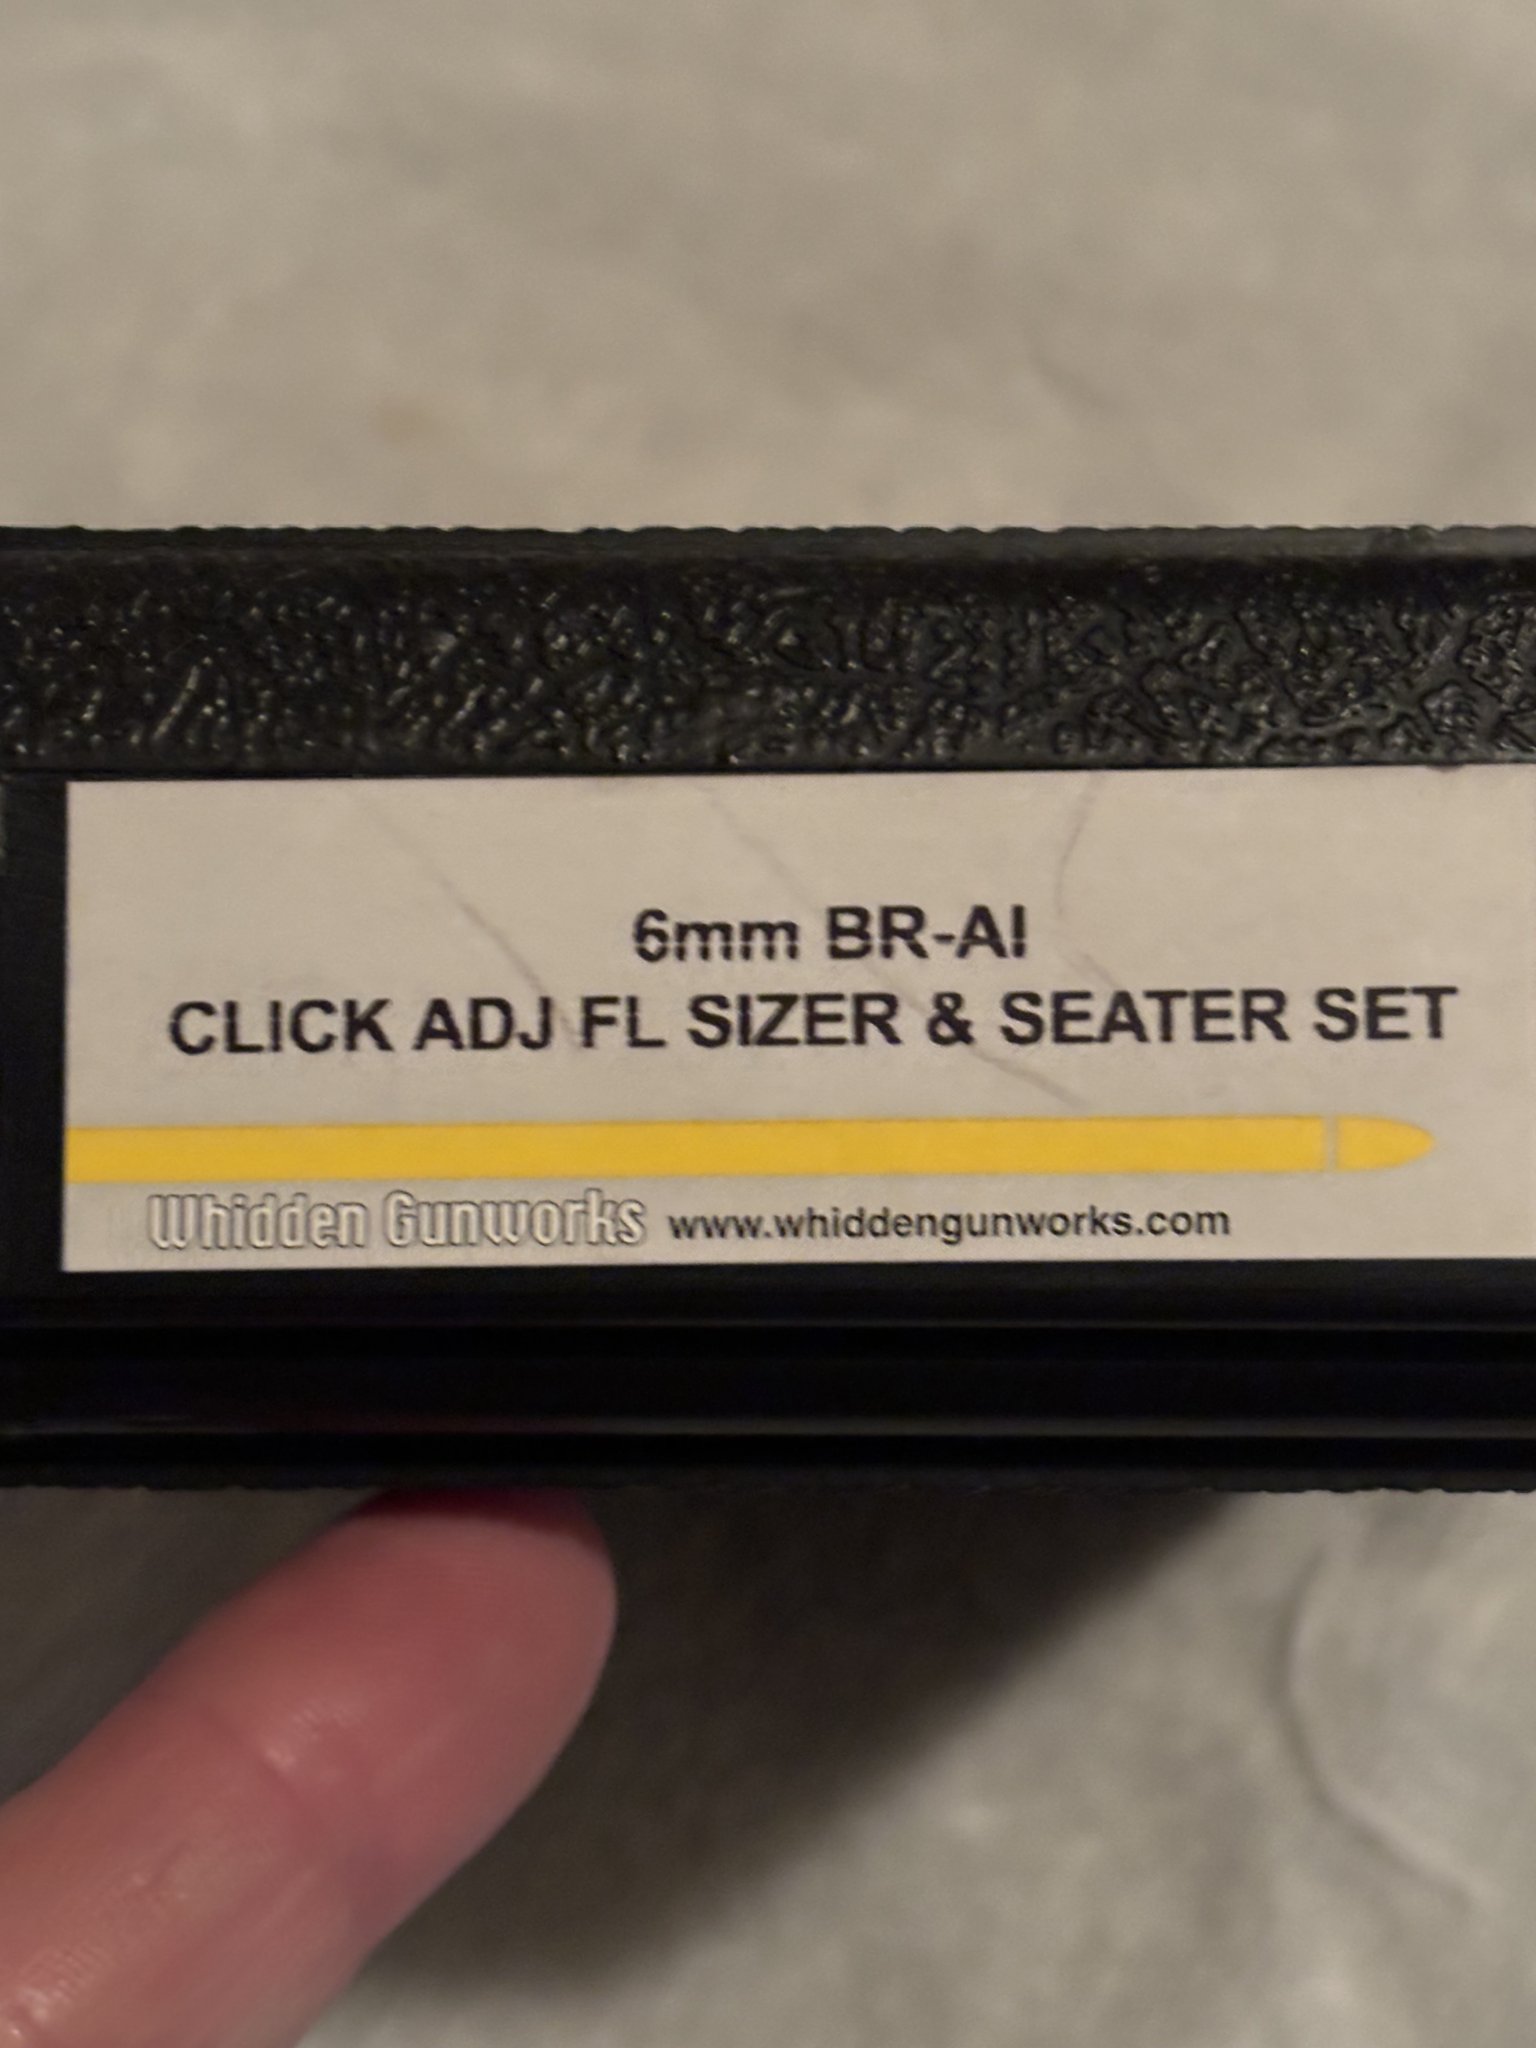 6mm BR-AI
CLICK ADJ FL SIZER & SEATER SET
Whidden Gunworks www.whiddengunworks.com